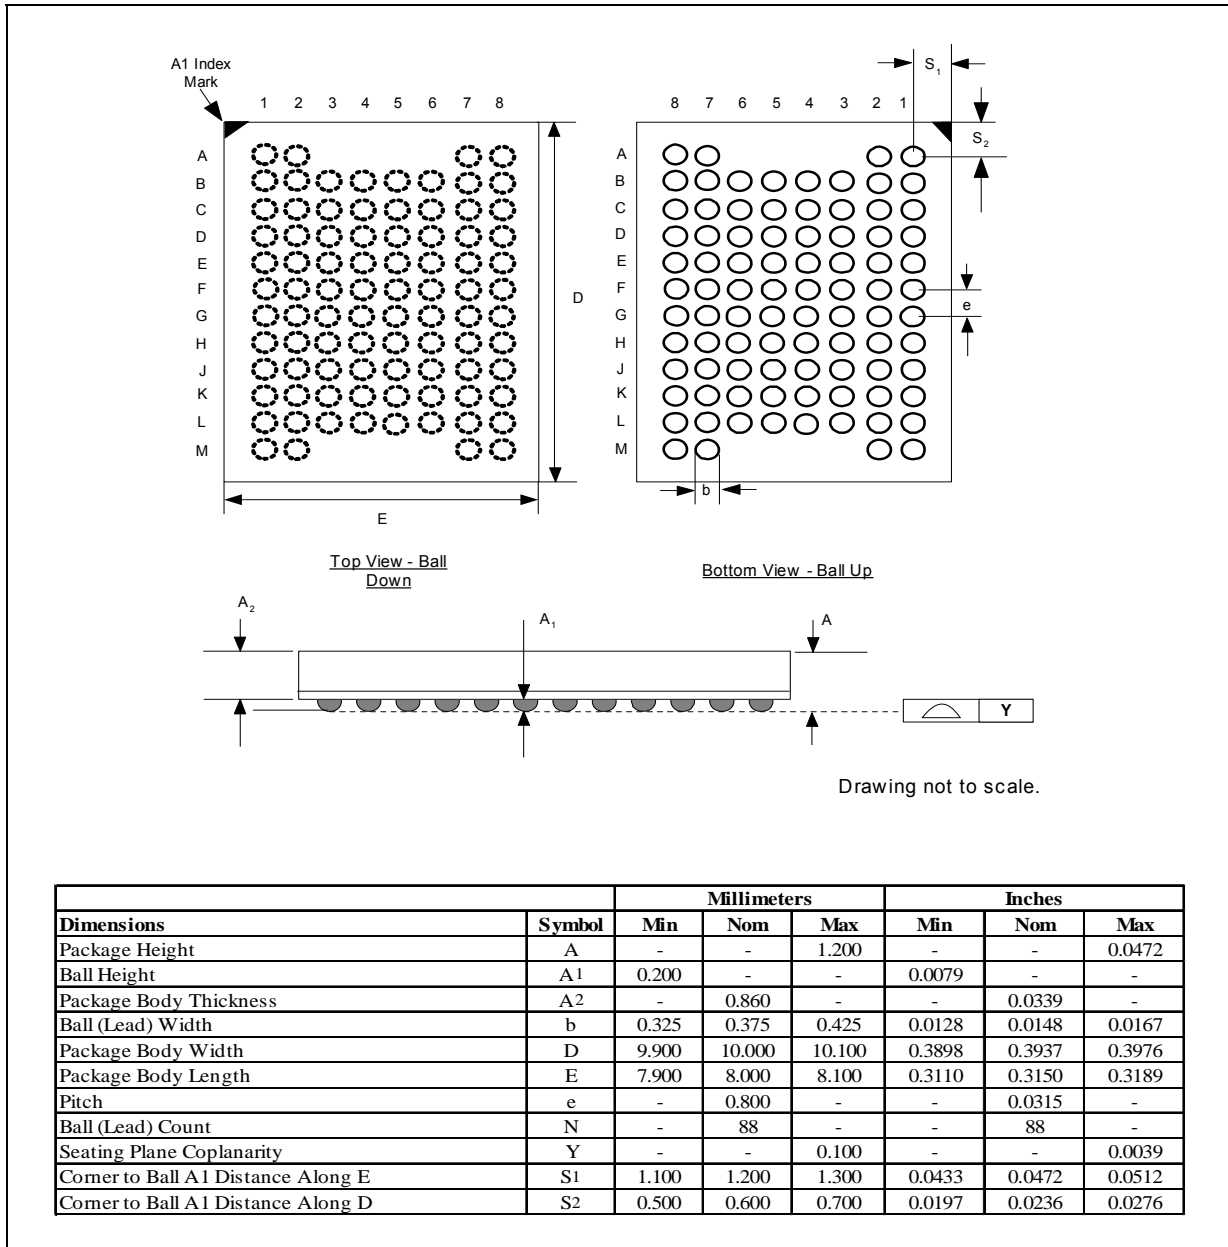 A1 Index
Mark
1 2 3 4 5 6 7 8
A
B
C
D
E
F
G
H
J
K
L
M
D
E
Top View - Ball
Down
8 7 6 5 4 3 2 1
S1
S2
A
B
C
D
E
F
G
H
J
K
L
M
e
b
Bottom View - Ball Up
A2
A1
A
Y
Drawing not to scale.
Millimeters Inches
Dimensions Symbol Min Nom Max Min Nom Max
Package Height A - - 1.200 - - 0.0472
Ball Height A1 0.200 - - 0.0079 - -
Package Body Thickness A2 - 0.860 - - 0.0339 -
Ball (Lead) Width b 0.325 0.375 0.425 0.0128 0.0148 0.0167
Package Body Width D 9.900 10.000 10.100 0.3898 0.3937 0.3976
Package Body Length E 7.900 8.000 8.100 0.3110 0.3150 0.3189
Pitch e - 0.800 - - 0.0315 -
Ball (Lead) Count N - 88 - - 88 -
Seating Plane Coplanarity Y - - 0.100 - - 0.0039
Corner to Ball A1 Distance Along E S1 1.100 1.200 1.300 0.0433 0.0472 0.0512
Corner to Ball A1 Distance Along D S2 0.500 0.600 0.700 0.0197 0.0236 0.0276